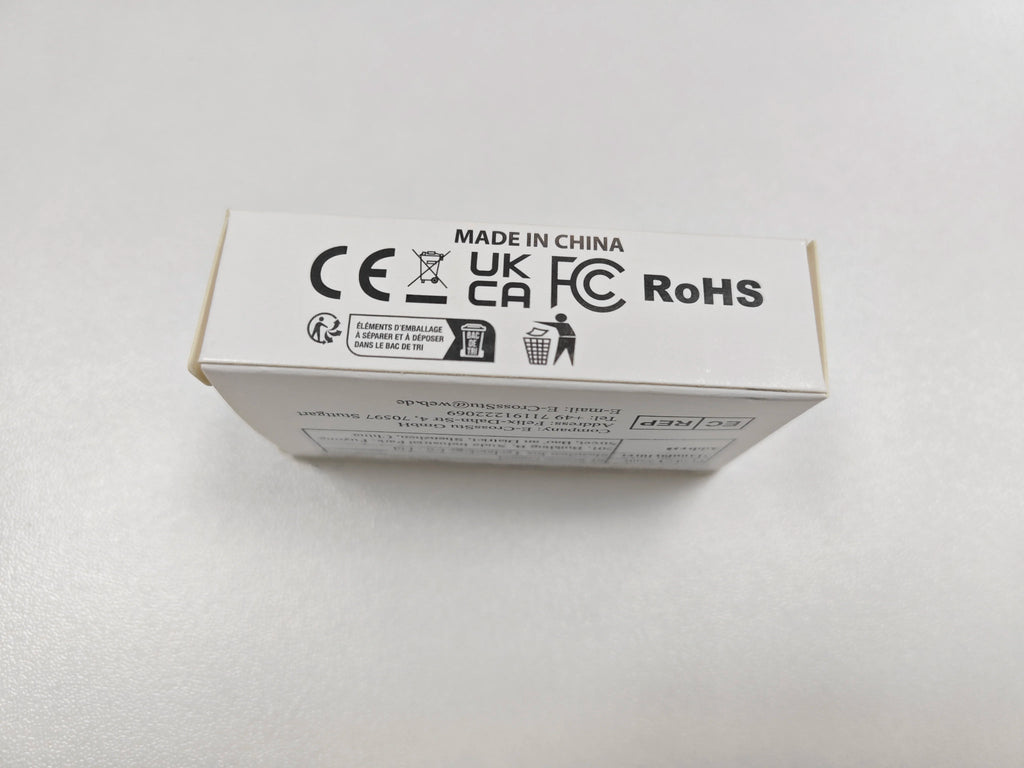 MADE IN CHINA
CE
UK
CA
FC
RoHS
ÉLÉMENTS D'EMBALLAGE
À SÉPARER ET À DÉPOSER
DANS LE BAC DE TRI
BAC
DE
TRI
EC REP
Company: E-CrossStu GmbH
Address: Felix-Dahn-Str 4, 70597 Stuttgart
Tel: +49 71191222069
E-mail: E-CrossStu@web.de